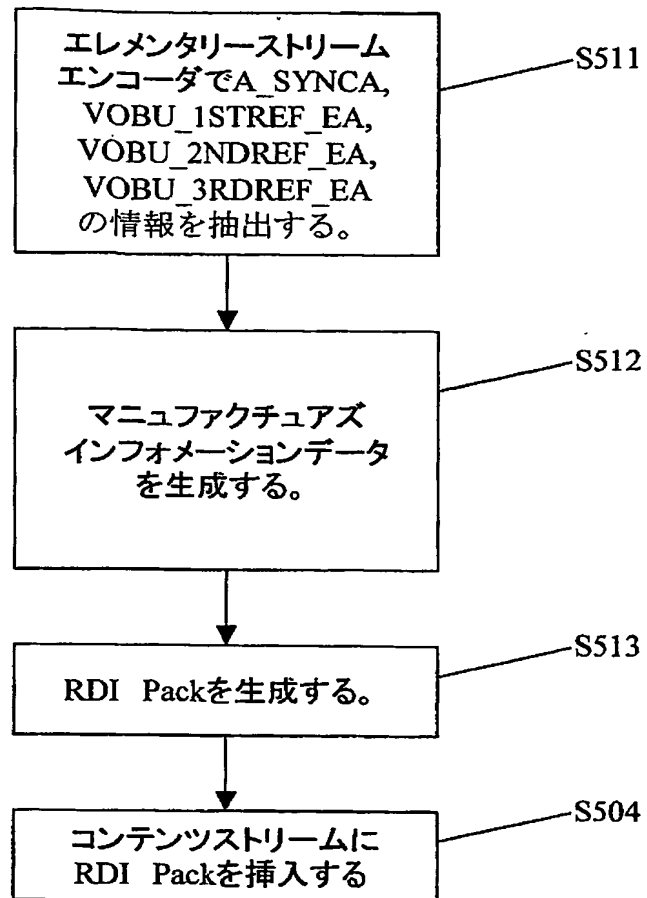 エレメンタリーストリーム
エンコーダでA_SYNCA,
VOBU_1STREF_EA,
VOBU_2NDREF_EA,
VOBU_3RDREF_EA
の情報を抽出する。
S511
マニュファクチュアズ
インフォメーションデータ
を生成する。
S512
RDI Packを生成する。
S513
コンテンツストリームに
RDI Packを挿入する
S504